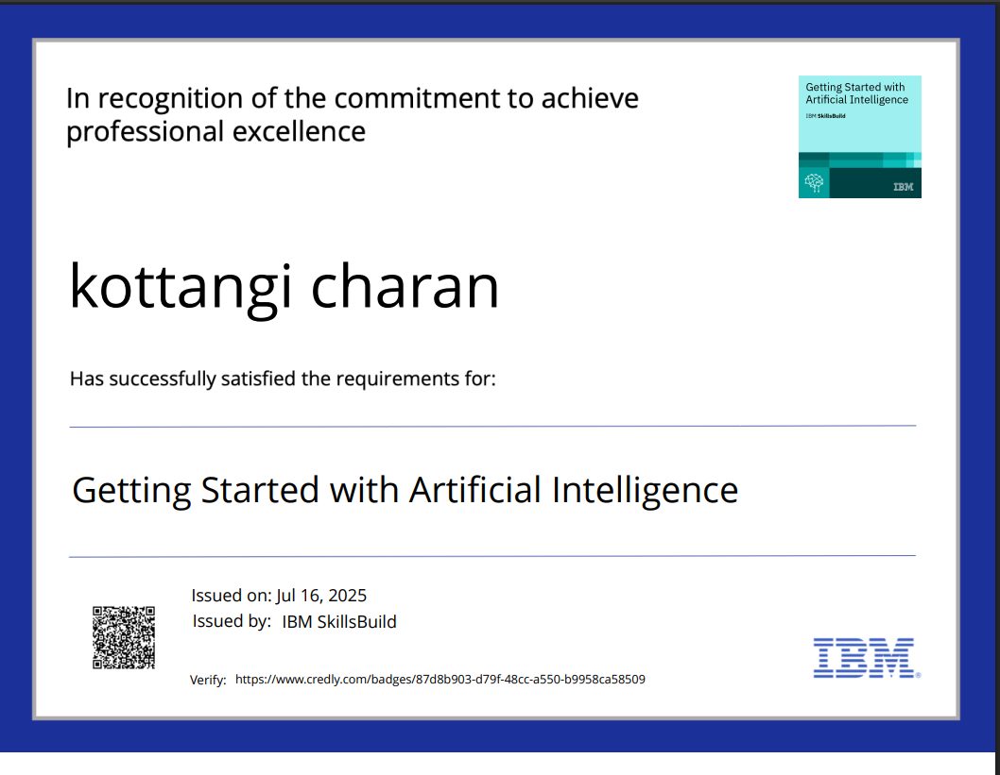 In recognition of the commitment to achieve
professional excellence
Getting Started with
Artificial Intelligence
IBM SkillsBuild
IBM
kottangi charan
Has successfully satisfied the requirements for:
Getting Started with Artificial Intelligence
Issued on: Jul 16, 2025
Issued by: IBM SkillsBuild
Verify: https://www.credly.com/badges/87d8b903-d79f-48cc-a550-b9958ca58509
IBM®